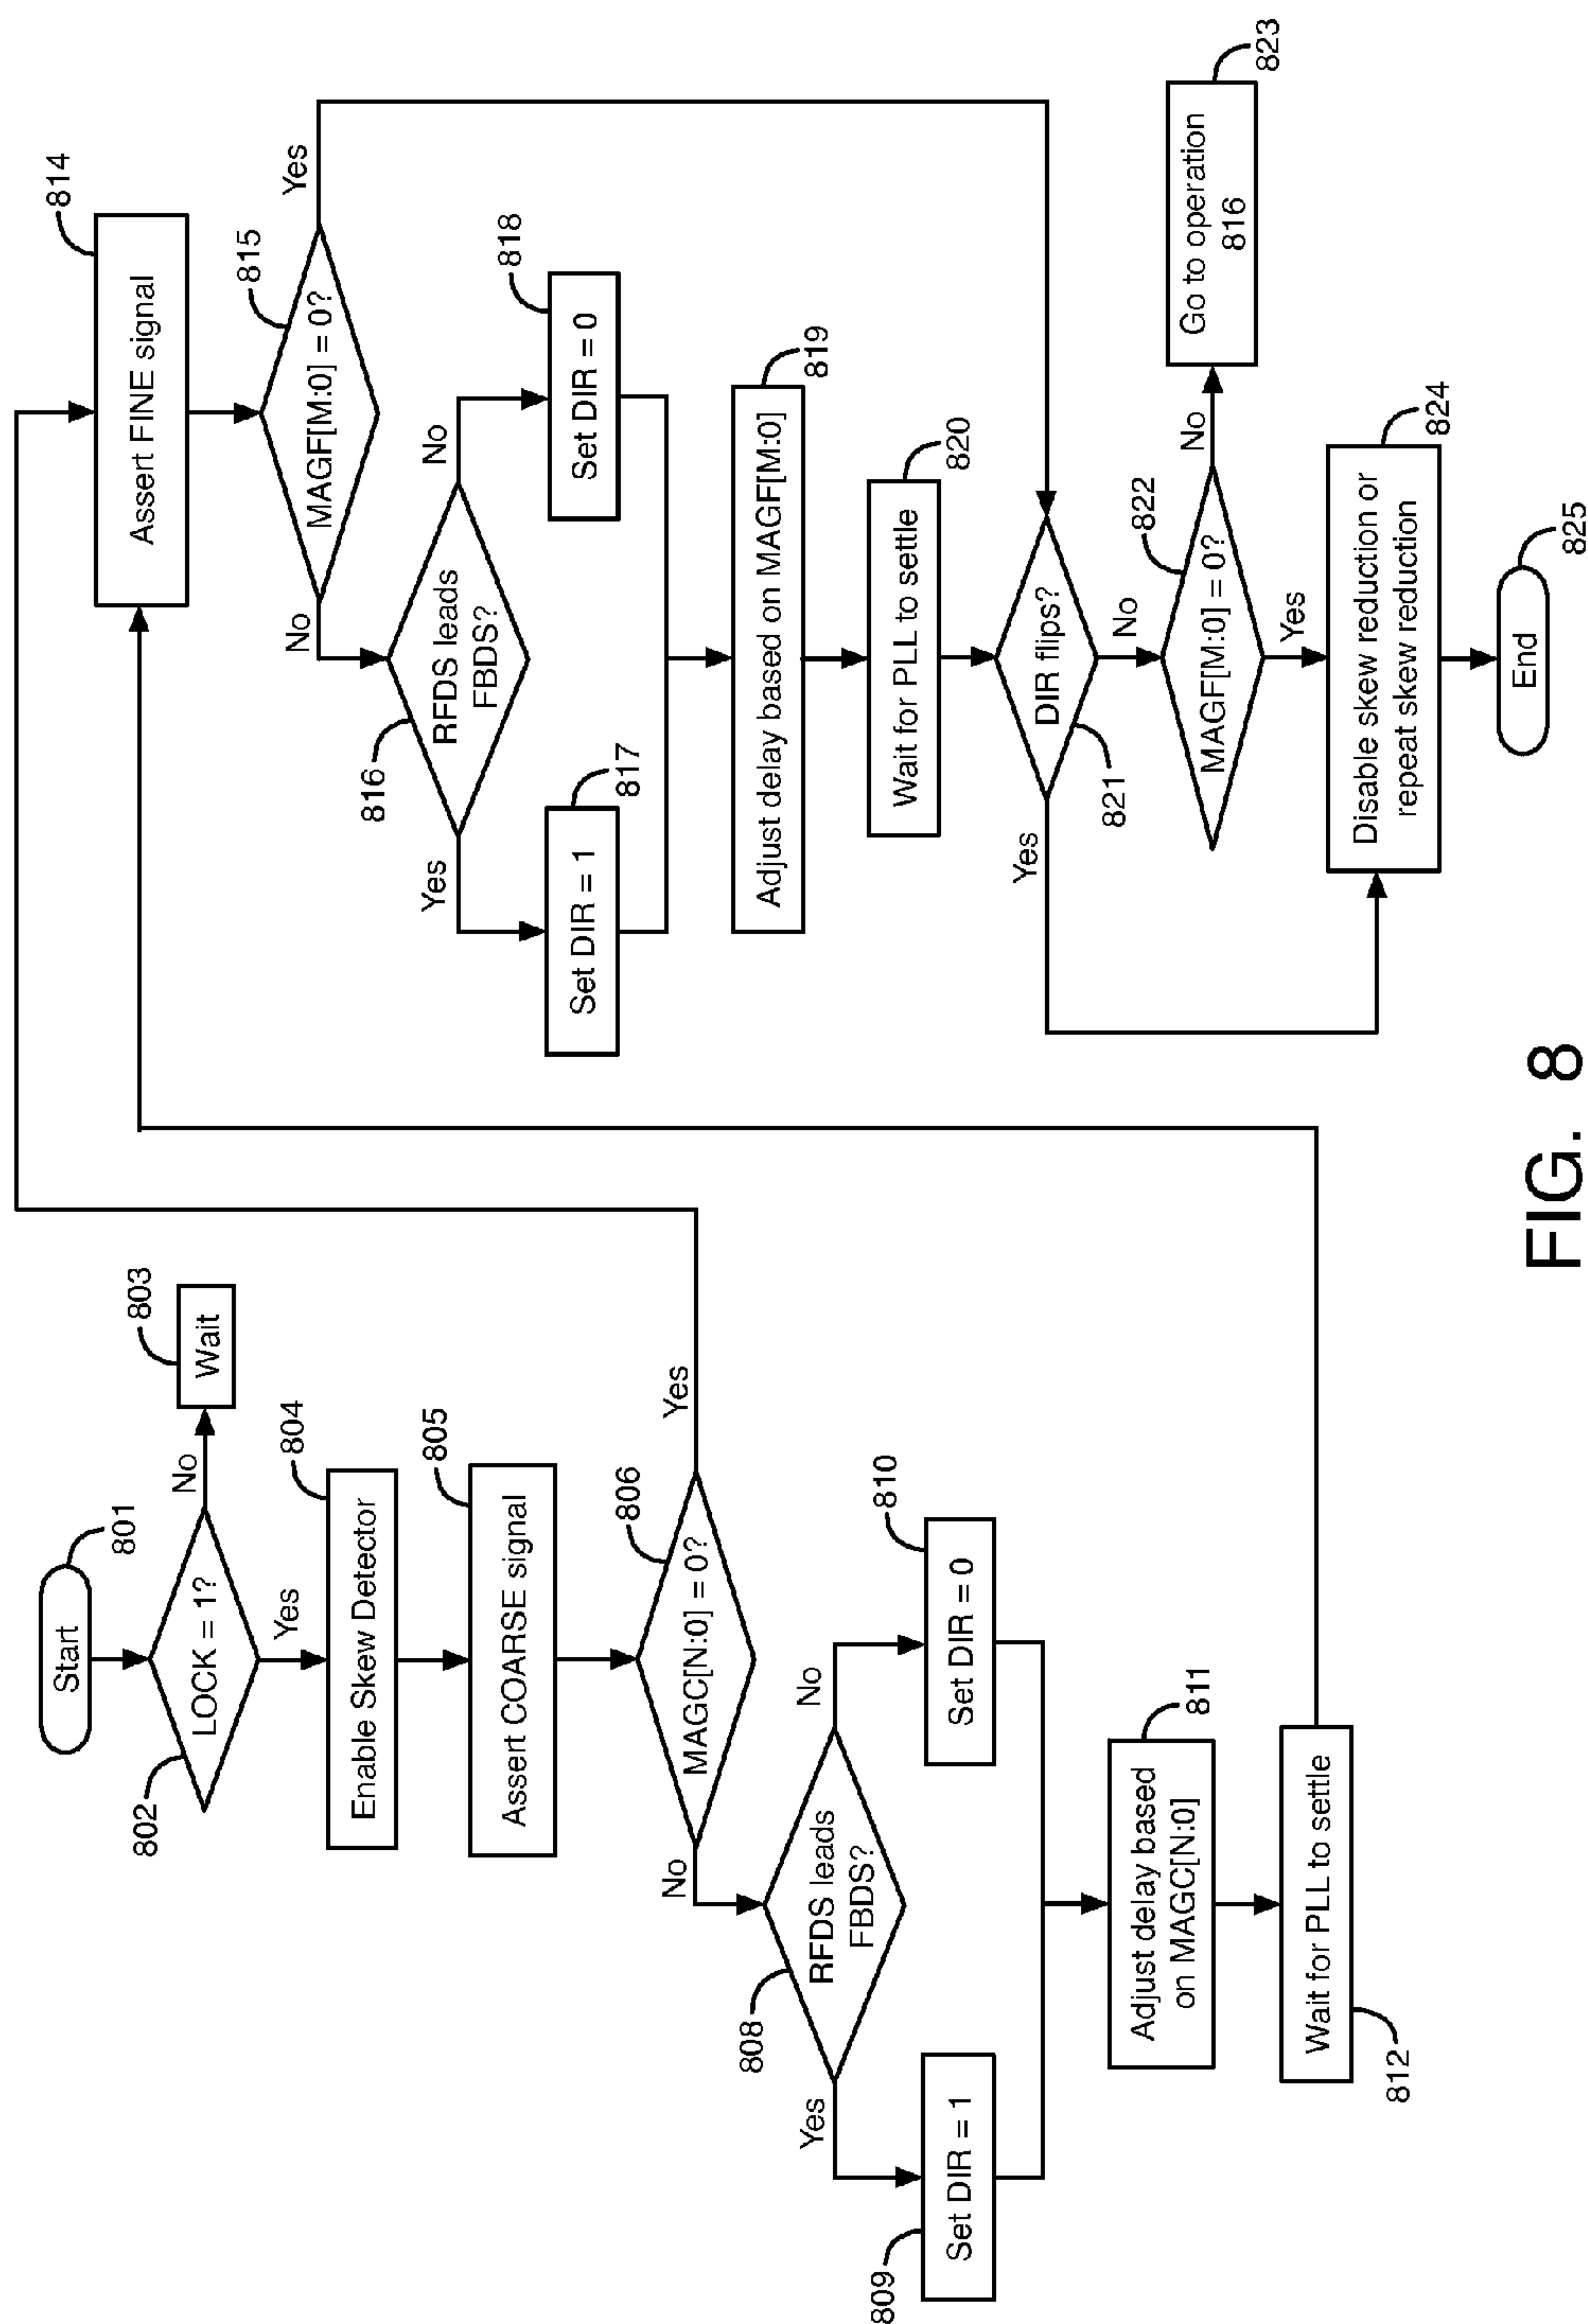 Start
801
LOCK = 1?
802
No
Wait
803
Yes
Enable Skew Detector
804
Assert COARSE signal
805
MAGC[N:0] = 0?
806
Yes
No
RFDS leads
FBDS?
808
Yes
No
Set DIR = 1
809
Set DIR = 0
810
Adjust delay based
on MAGC[N:0]
811
Wait for PLL to settle
812
Assert FINE signal
814
MAGF[M:0] = 0?
815
Yes
No
RFDS leads
FBDS?
816
Yes
No
Set DIR = 1
817
Set DIR = 0
818
Adjust delay based on MAGF[M:0]
819
Wait for PLL to settle
820
DIR flips?
821
Yes
No
MAGF[M:0] = 0?
822
No
Go to operation
816
823
Yes
Disable skew reduction or
repeat skew reduction
824
End
825
FIG. 8